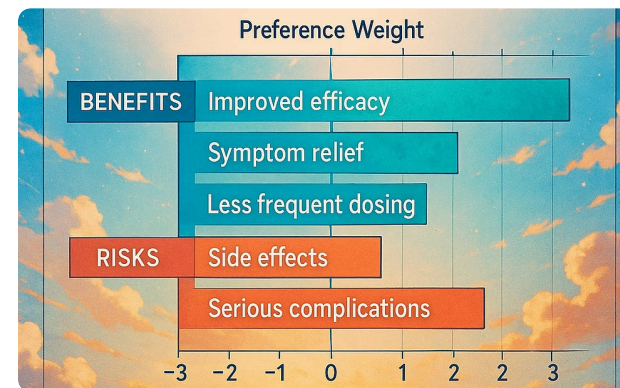 Preference Weight
BENEFITS Improved efficacy
Symptom relief
Less frequent dosing
RISKS Side effects
Serious complications
−3 −2 −1 0 1 2 2 3